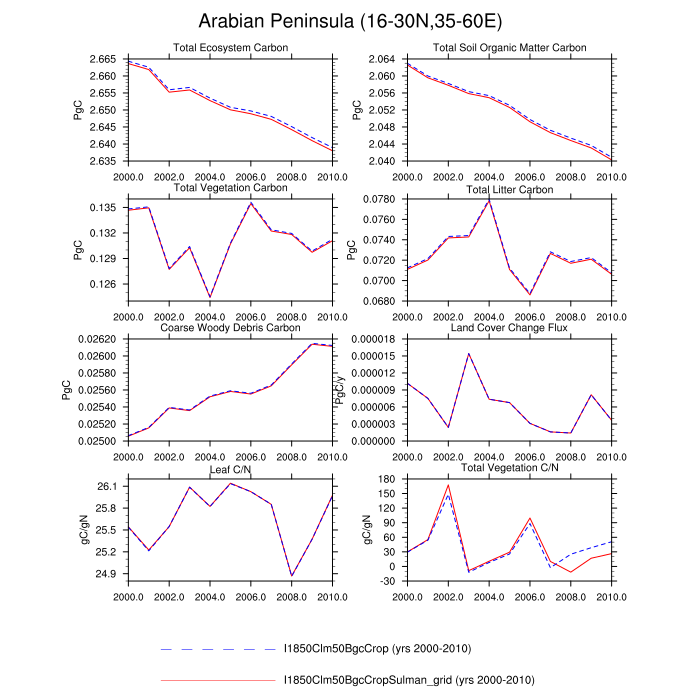 Arabian Peninsula (16-30N,35-60E)
Total Ecosystem Carbon
PgC
2.665
2.660
2.655
2.650
2.645
2.640
2.635
2000.0 2002.0 2004.0 2006.0 2008.0 2010.0
Total Soil Organic Matter Carbon
PgC
2.064
2.060
2.056
2.052
2.048
2.044
2.040
2000.0 2002.0 2004.0 2006.0 2008.0 2010.0
Total Vegetation Carbon
PgC
0.135
0.132
0.129
0.126
2000.0 2002.0 2004.0 2006.0 2008.0 2010.0
Total Litter Carbon
PgC
0.0780
0.0760
0.0740
0.0720
0.0700
0.0680
2000.0 2002.0 2004.0 2006.0 2008.0 2010.0
Coarse Woody Debris Carbon
PgC
0.02620
0.02600
0.02580
0.02560
0.02540
0.02520
0.02500
2000.0 2002.0 2004.0 2006.0 2008.0 2010.0
Land Cover Change Flux
PgC/y
0.000018
0.000015
0.000012
0.000009
0.000006
0.000003
0.000000
2000.0 2002.0 2004.0 2006.0 2008.0 2010.0
Leaf C/N
gC/gN
26.1
25.8
25.5
25.2
24.9
2000.0 2002.0 2004.0 2006.0 2008.0 2010.0
Total Vegetation C/N
gC/gN
180
150
120
90
60
30
0
-30
2000.0 2002.0 2004.0 2006.0 2008.0 2010.0
I1850Clm50BgcCrop (yrs 2000-2010)
I1850Clm50BgcCropSulman_grid (yrs 2000-2010)